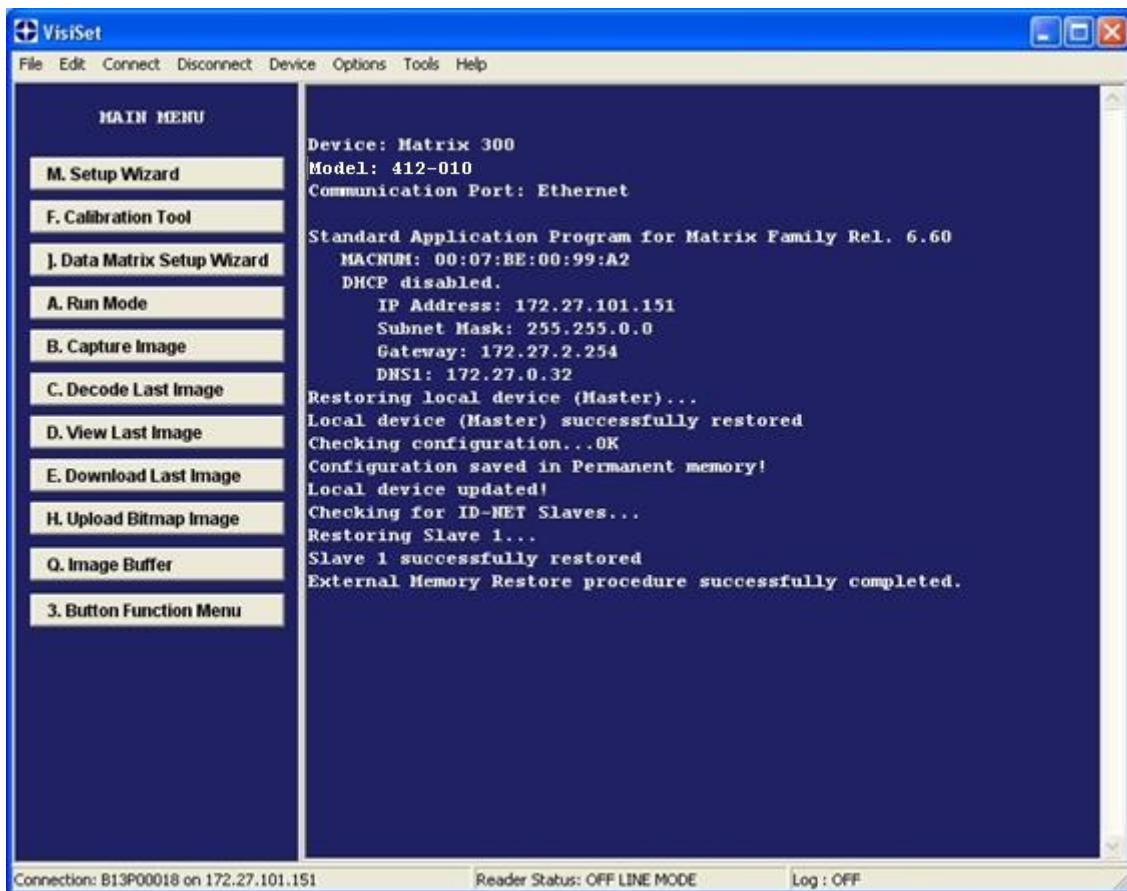 VisiSet
File Edit Connect Disconnect Device Options Tools Help
MAIN MENU
M. Setup Wizard
F. Calibration Tool
]. Data Matrix Setup Wizard
A. Run Mode
B. Capture Image
C. Decode Last Image
D. View Last Image
E. Download Last Image
H. Upload Bitmap Image
Q. Image Buffer
3. Button Function Menu
Device: Matrix 300
Model: 412-010
Communication Port: Ethernet
Standard Application Program for Matrix Family Rel. 6.60
MACNUM: 00:07:BE:00:99:A2
DHCP disabled.
IP Address: 172.27.101.151
Subnet Mask: 255.255.0.0
Gateway: 172.27.2.254
DNS1: 172.27.0.32
Restoring local device (Master)...
Local device (Master) successfully restored
Checking configuration...OK
Configuration saved in Permanent memory!
Local device updated!
Checking for ID-NET Slaves...
Restoring Slave 1...
Slave 1 successfully restored
External Memory Restore procedure successfully completed.
Connection: B13P00018 on 172.27.101.151 Reader Status: OFF LINE MODE Log : OFF